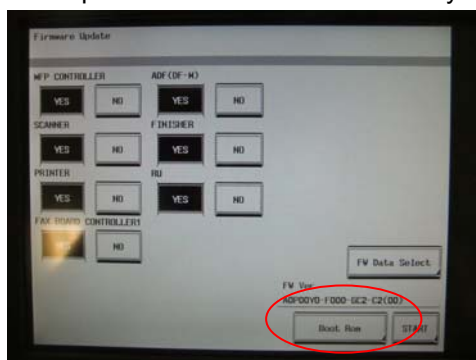 Firmware Update
MFP CONTROLLER
YES NO
ADF(DF-M)
YES NO
SCANNER
YES NO
FINISHER
YES NO
PRINTER
YES NO
RU
YES NO
FAX BOARD CONTROLLER1
NO
FW Data Select
FW Ver.
Boot Rom
START